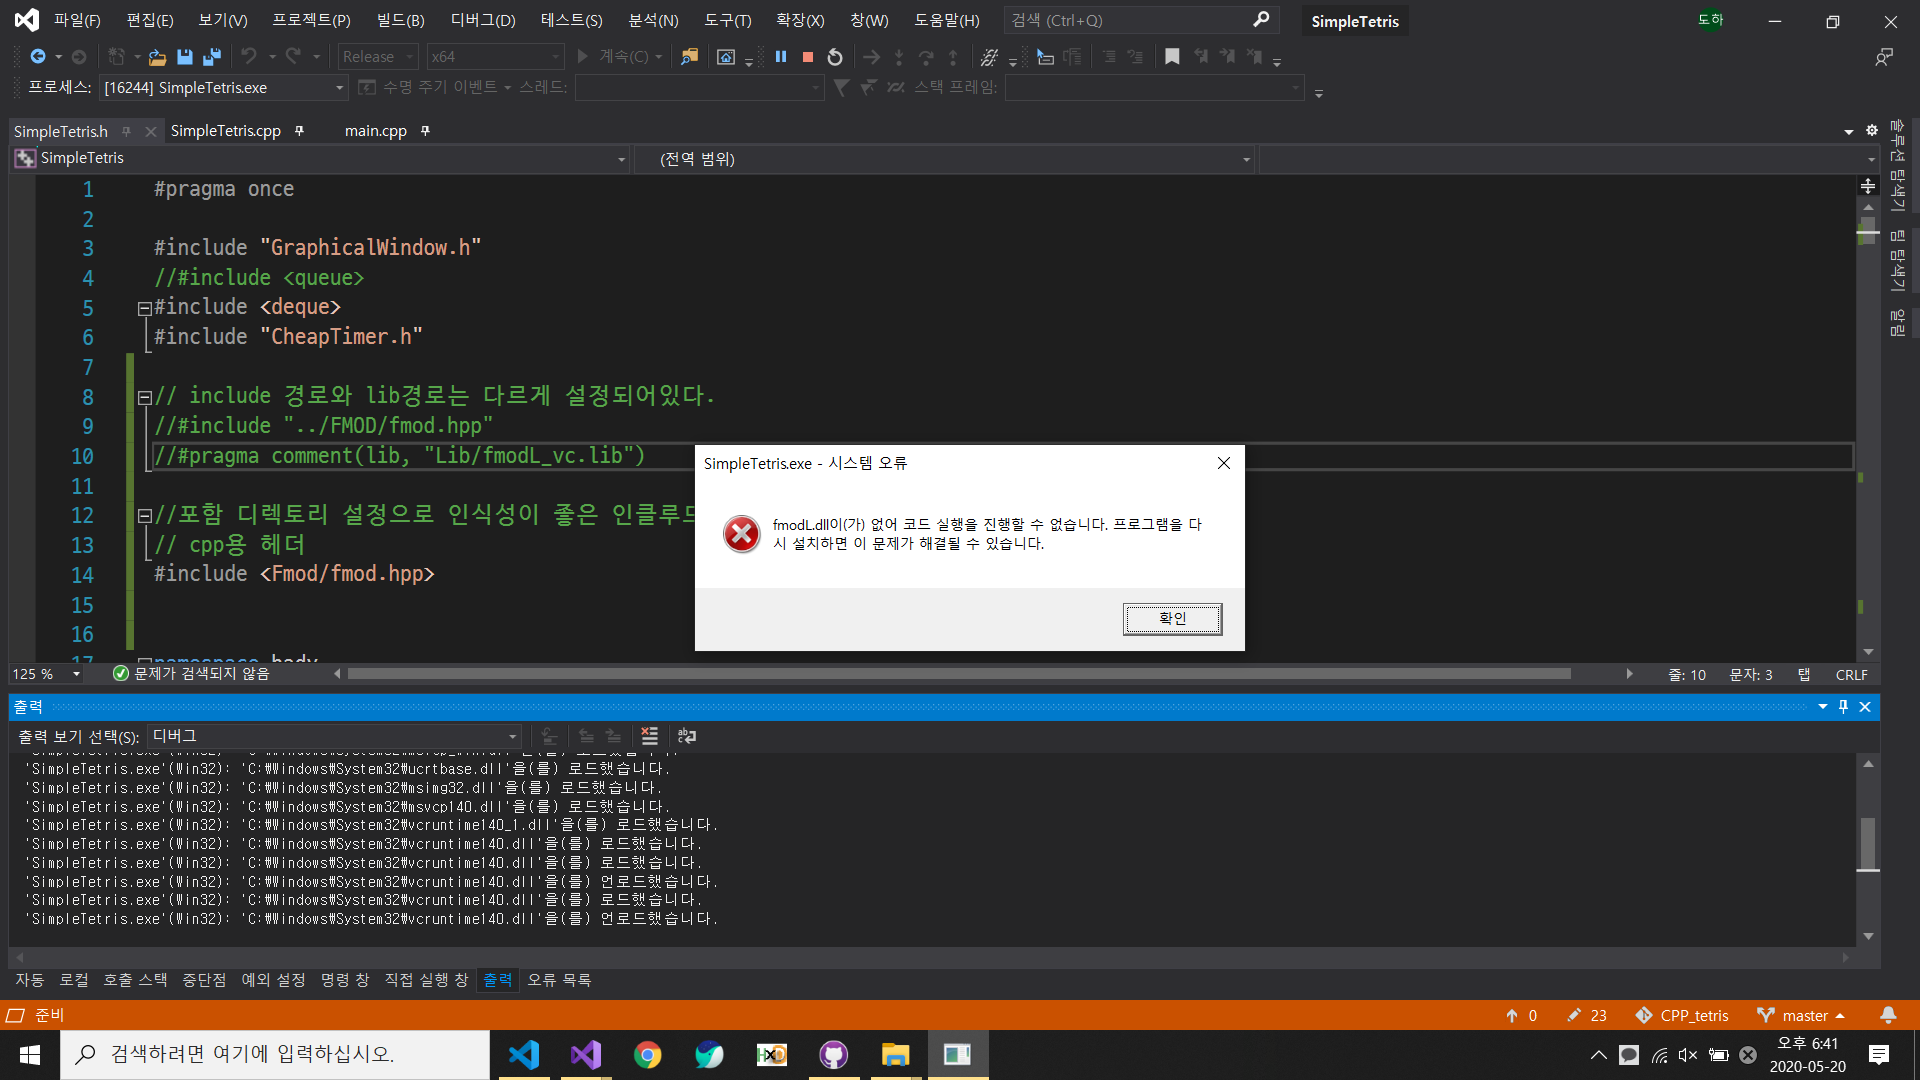 파일(F) 편집(E) 보기(V) 프로젝트(P) 빌드(B) 디버그(D) 테스트(S) 분석(N) 도구(T) 확장(X) 창(W) 도움말(H) 검색 (Ctrl+Q) SimpleTetris 도하
Release x64 계속(C)
프로세스: [16244] SimpleTetris.exe 수명 주기 이벤트 스레드: 스택 프레임:
SimpleTetris.h SimpleTetris.cpp main.cpp
SimpleTetris (전역 범위)
솔루션 탐색기
팀 탐색기
알림
1 #pragma once
2
3 #include "GraphicalWindow.h"
4 //#include <queue>
5 #include <deque>
6 #include "CheapTimer.h"
7
8 // include 경로와 lib경로는 다르게 설정되어있다.
9 //#include "../FMOD/fmod.hpp"
10 //#pragma comment(lib, "Lib/fmodL_vc.lib")
11
12 //포함 디렉토리 설정으로 인식성이 좋은 인클루드
13 // cpp용 헤더
14 #include <Fmod/fmod.hpp>
15
16
17 namespace hady
SimpleTetris.exe - 시스템 오류
fmodL.dll이(가) 없어 코드 실행을 진행할 수 없습니다. 프로그램을 다
시 설치하면 이 문제가 해결될 수 있습니다.
확인
125 % 문제가 검색되지 않음 줄: 10 문자: 3 탭 CRLF
출력
출력 보기 선택(S): 디버그
'SimpleTetris.exe'(Win32): 'C:\Windows\System32\ucrtbase.dll'을(를) 로드했습니다.
'SimpleTetris.exe'(Win32): 'C:\Windows\System32\msimg32.dll'을(를) 로드했습니다.
'SimpleTetris.exe'(Win32): 'C:\Windows\System32\msvcp140.dll'을(를) 로드했습니다.
'SimpleTetris.exe'(Win32): 'C:\Windows\System32\vcruntime140_1.dll'을(를) 로드했습니다.
'SimpleTetris.exe'(Win32): 'C:\Windows\System32\vcruntime140.dll'을(를) 로드했습니다.
'SimpleTetris.exe'(Win32): 'C:\Windows\System32\vcruntime140.dll'을(를) 로드했습니다.
'SimpleTetris.exe'(Win32): 'C:\Windows\System32\vcruntime140.dll'을(를) 언로드했습니다.
'SimpleTetris.exe'(Win32): 'C:\Windows\System32\vcruntime140.dll'을(를) 로드했습니다.
'SimpleTetris.exe'(Win32): 'C:\Windows\System32\vcruntime140.dll'을(를) 언로드했습니다.
자동 로컬 호출 스택 중단점 예외 설정 명령 창 직접 실행 창 출력 오류 목록
준비 0 23 CPP_tetris master
검색하려면 여기에 입력하십시오.
오후 6:41
2020-05-20